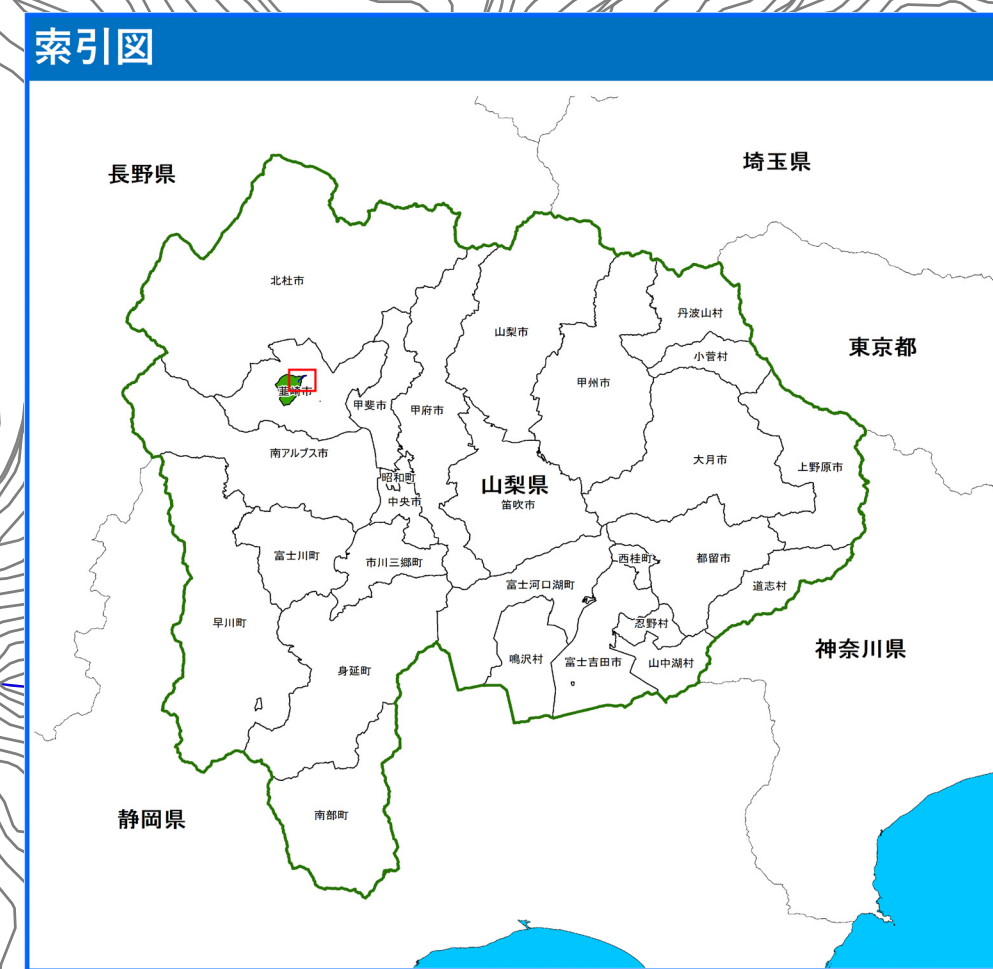 索引図
長野県
埼玉県
北杜市
丹波山村
山梨市
東京都
小菅村
甲州市
韮崎市
甲斐市
甲府市
南アルプス市
大月市
上野原市
昭和町
山梨県
中央市
笛吹市
富士川町
市川三郷町
西桂町
都留市
富士河口湖町
道志村
早川町
忍野村
神奈川県
鳴沢村
富士吉田市
山中湖村
身延町
静岡県
南部町